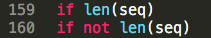 159 if len(seq)
160 if not len(seq)